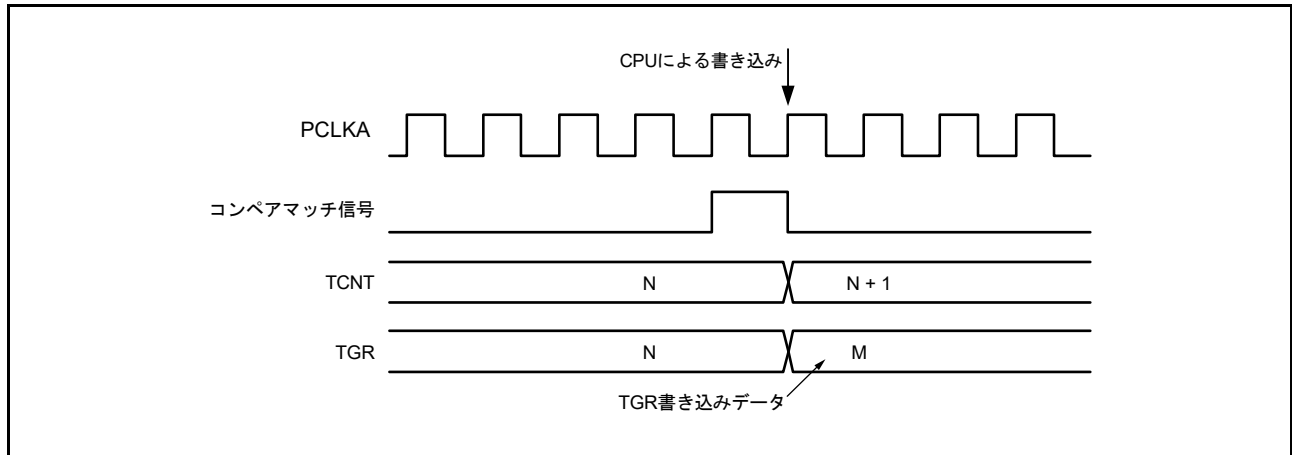 CPUによる書き込み
PCLKA
コンペアマッチ信号
TCNT N N + 1
TGR N M
TGR書き込みデータ